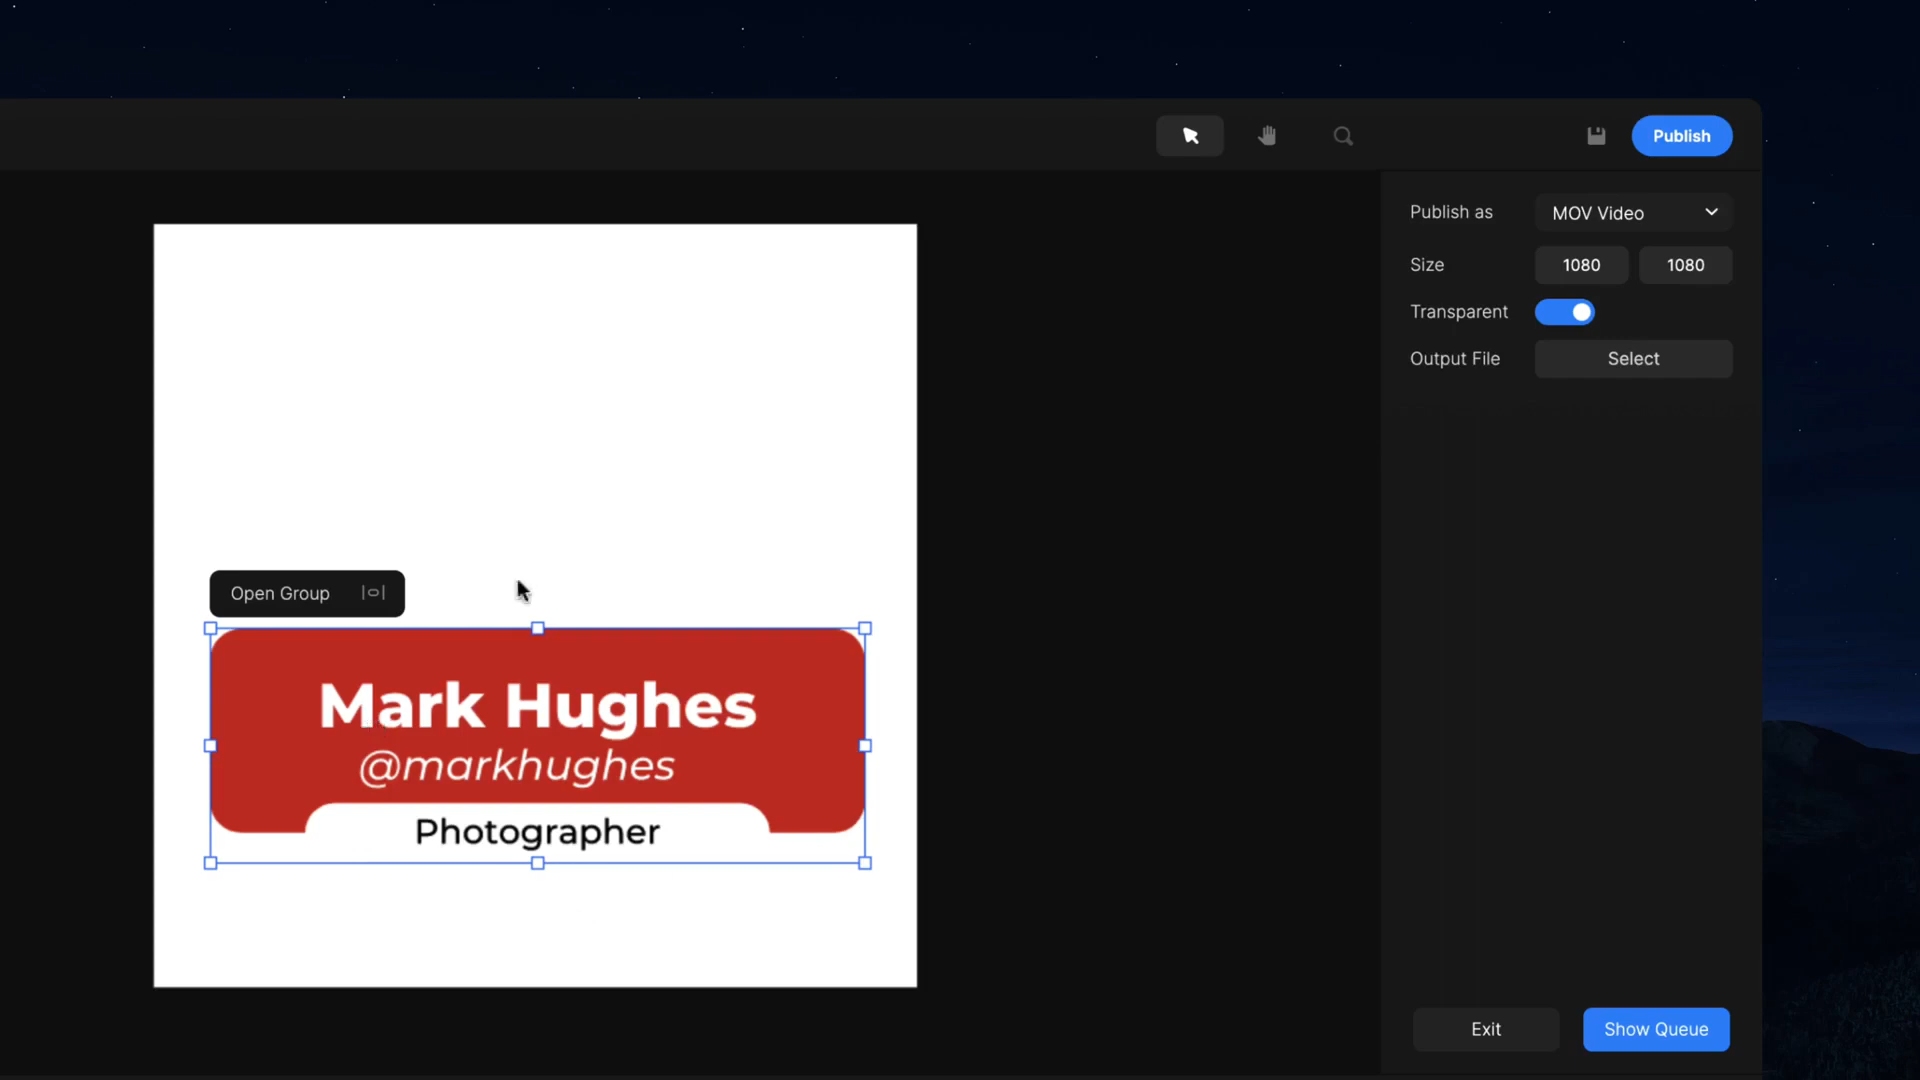 Publish
Publish as
MOV Video
Size
1080
1080
Transparent
Output File
Select
Open Group
Mark Hughes
@markhughes
Photographer
Exit
Show Queue